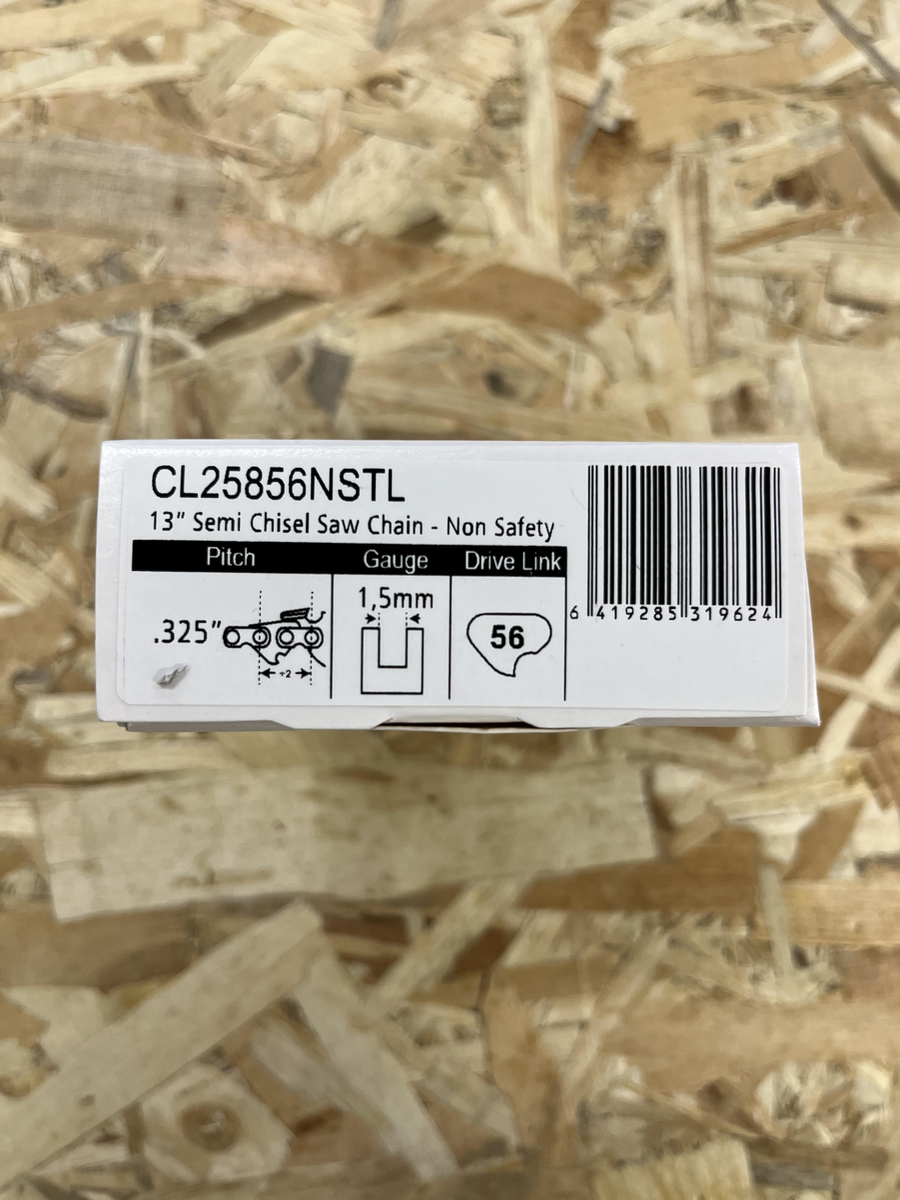 CL25856NSTL
13" Semi Chisel Saw Chain - Non Safety
Pitch Gauge Drive Link
.325"
÷2
1,5mm
56
6 419285 319624